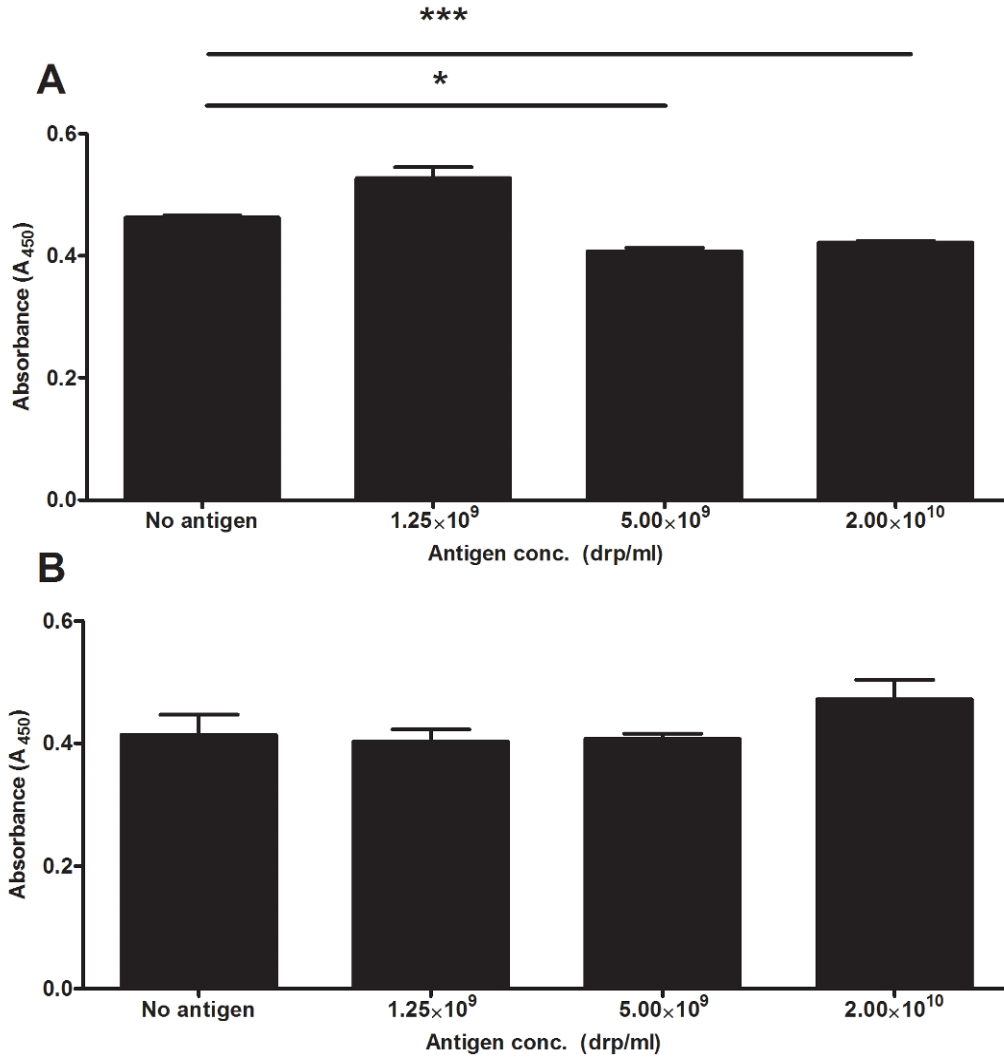 ***
A
*
0.6
0.4
0.2
0.0
Absorbance (A450)
No antigen 1.25×10⁹ 5.00×10⁹ 2.00×10¹⁰
Antigen conc. (drp/ml)
B
0.6
0.4
0.2
0.0
Absorbance (A450)
No antigen 1.25×10⁹ 5.00×10⁹ 2.00×10¹⁰
Antigen conc. (drp/ml)